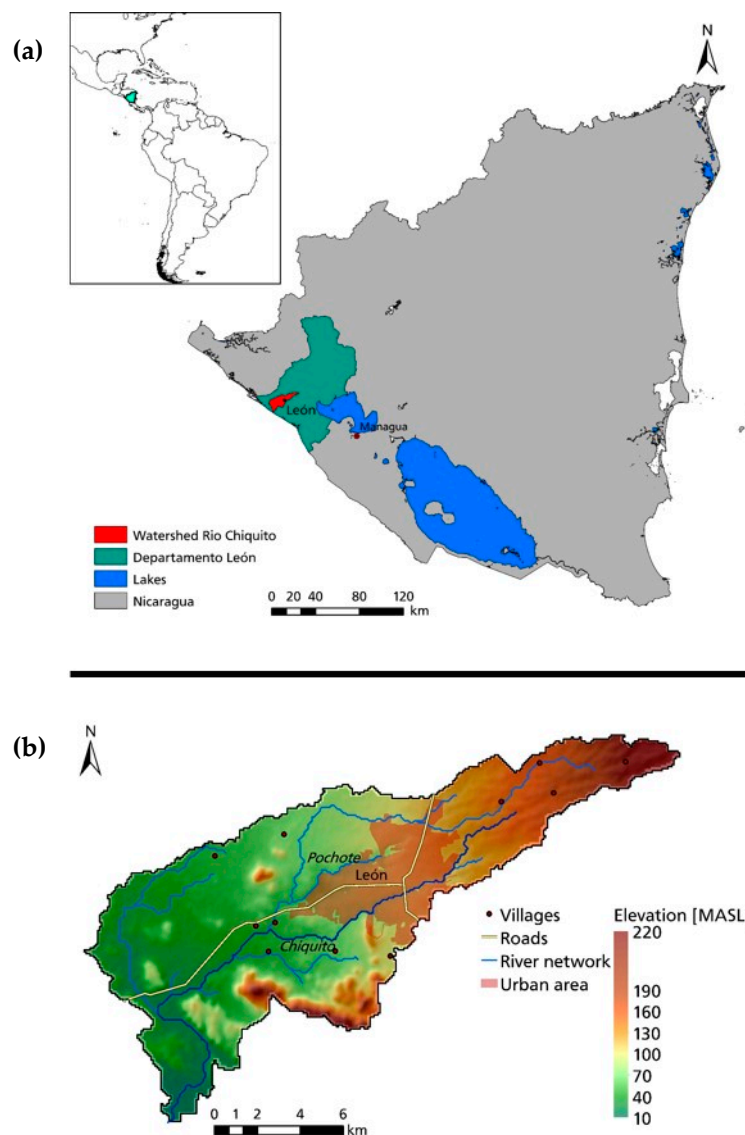 (a)
N
León
Managua
Watershed Rio Chiquito
Departamento León
Lakes
Nicaragua
0 20 40 80 120
km
(b)
N
Pochote
León
Chiquito
Villages
Roads
River network
Urban area
Elevation [MASL
220
190
160
130
100
70
40
10
0 1 2 4 6
km